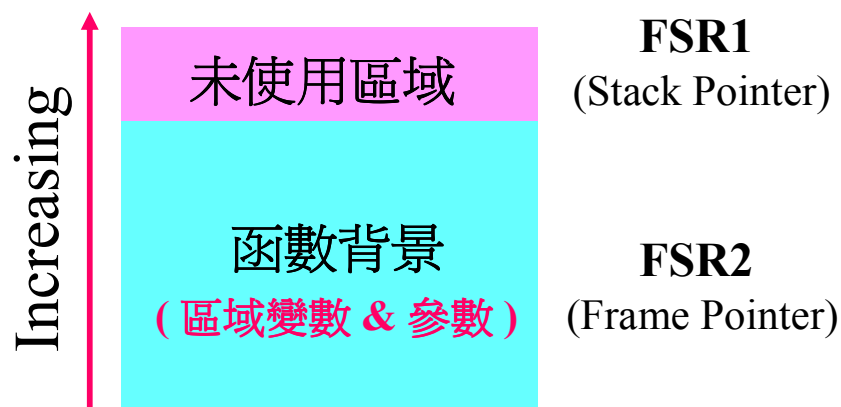 Increasing
未使用區域
FSR1
(Stack Pointer)
函數背景
( 區域變數 & 參數 )
FSR2
(Frame Pointer)